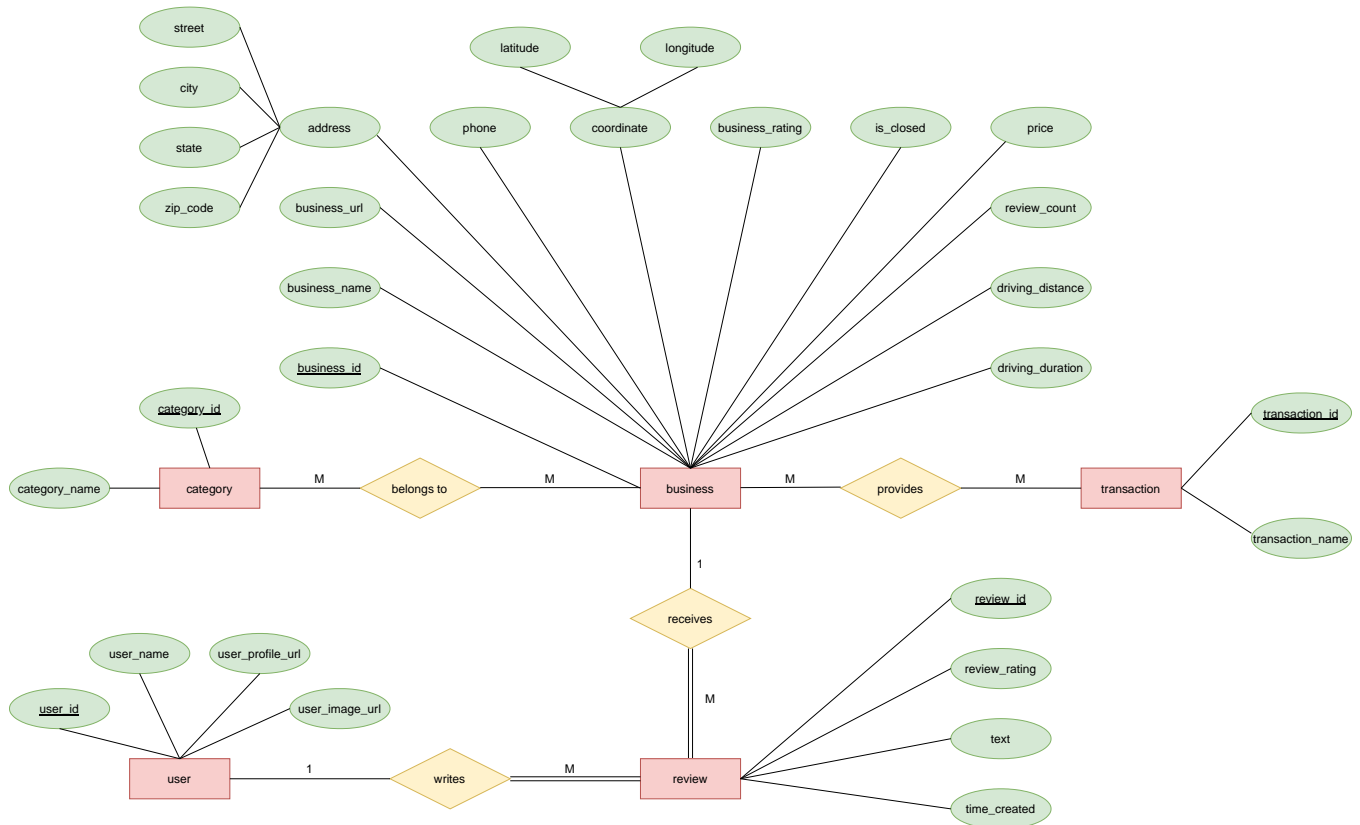 street
latitude
longitude
city
address
phone
coordinate
business_rating
is_closed
price
state
zip_code
business_url
review_count
business_name
driving_distance
business_id
driving_duration
category_id
transaction_id
category_name
category
M
belongs to
M
business
M
provides
M
transaction
transaction_name
1
receives
review_id
user_name
user_profile_url
review_rating
user_id
user_image_url
M
text
user
1
writes
M
review
time_created